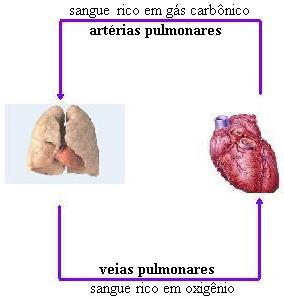 sangue rico em gás carbônico
artérias pulmonares
veias pulmonares
sangue rico em oxigênio